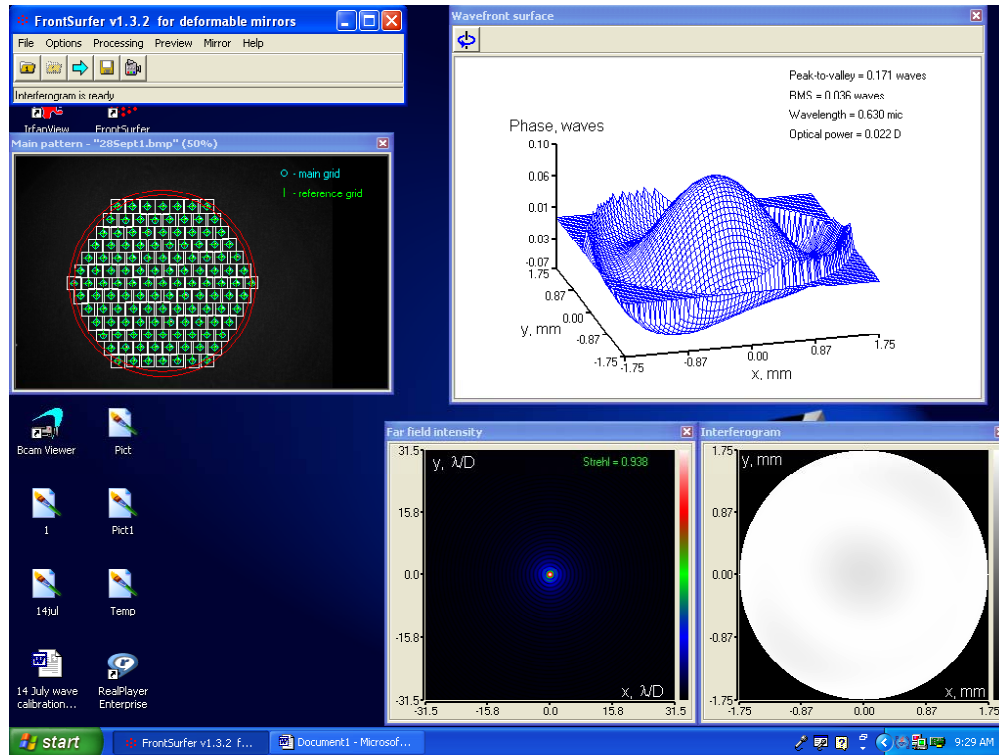 FrontSurfer v1.3.2 for deformable mirrors
File Options Processing Preview Mirror Help
Interferogram is ready
IrfanView FrontSurfer
Main pattern - "28Sept1.bmp" (50%)
- main grid
- reference grid
Wavefront surface
Peak-to-valley = 0.171 waves
RMS = 0.036 waves
Wavelength = 0.630 mic
Optical power = 0.022 D
Phase, waves
0.10
0.06
0.01
-0.03
-0.07
1.75
0.87
0.00
-0.87
-1.75
y, mm
-1.75
-0.87
0.00
0.87
1.75
x, mm
Bcam Viewer
Pict
1
Pict1
14jul
Temp
14 July wave calibration...
RealPlayer Enterprise
Far field intensity
31.5
15.8
0.0
-15.8
-31.5
y, λ/D
Strehl = 0.938
x, λ/D
-31.5 -15.8 0.0 15.8 31.5
Interferogram
1.75
0.87
0.00
-0.87
-1.75
y, mm
x, mm
-1.75 -0.87 0.00 0.87 1.75
start
FrontSurfer v1.3.2 f...
Document1 - Microsof...
9:29 AM